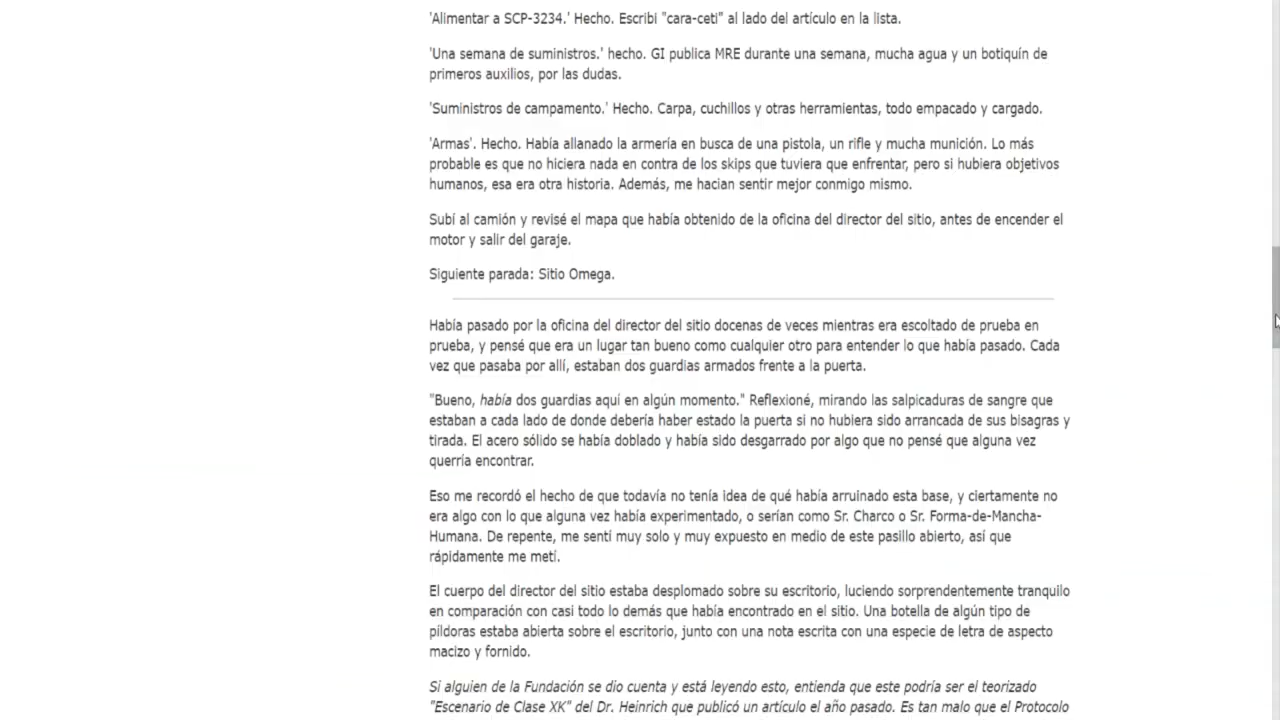 'Alimentar a SCP-3234.' Hecho. Escribi "cara-ceti" al lado del artículo en la lista.
'Una semana de suministros.' hecho. GI publica MRE durante una semana, mucha agua y un botiquín de
primeros auxilios, por las dudas.
'Suministros de campamento.' Hecho. Carpa, cuchillos y otras herramientas, todo empacado y cargado.
'Armas'. Hecho. Había allanado la armería en busca de una pistola, un rifle y mucha munición. Lo más
probable es que no hiciera nada en contra de los skips que tuviera que enfrentar, pero si hubiera objetivos
humanos, esa era otra historia. Además, me hacian sentir mejor conmigo mismo.
Subí al camión y revisé el mapa que había obtenido de la oficina del director del sitio, antes de encender el
motor y salir del garaje.
Siguiente parada: Sitio Omega.
Había pasado por la oficina del director del sitio docenas de veces mientras era escoltado de prueba en
prueba, y pensé que era un lugar tan bueno como cualquier otro para entender lo que había pasado. Cada
vez que pasaba por allí, estaban dos guardias armados frente a la puerta.
"Bueno, había dos guardias aquí en algún momento." Reflexioné, mirando las salpicaduras de sangre que
estaban a cada lado de donde debería haber estado la puerta si no hubiera sido arrancada de sus bisagras y
tirada. El acero sólido se había doblado y había sido desgarrado por algo que no pensé que alguna vez
querría encontrar.
Eso me recordó el hecho de que todavía no tenía idea de qué había arruinado esta base, y ciertamente no
era algo con lo que alguna vez había experimentado, o serían como Sr. Charco o Sr. Forma-de-Mancha-
Humana. De repente, me sentí muy solo y muy expuesto en medio de este pasillo abierto, así que
rápidamente me metí.
El cuerpo del director del sitio estaba desplomado sobre su escritorio, luciendo sorprendentemente tranquilo
en comparación con casi todo lo demás que había encontrado en el sitio. Una botella de algún tipo de
píldoras estaba abierta sobre el escritorio, junto con una nota escrita con una especie de letra de aspecto
macizo y fornido.
Si alguien de la Fundación se dio cuenta y está leyendo esto, entienda que este podría ser el teorizado
"Escenario de Clase XK" del Dr. Heinrich que publicó un artículo el año pasado. Es tan malo que el Protocolo